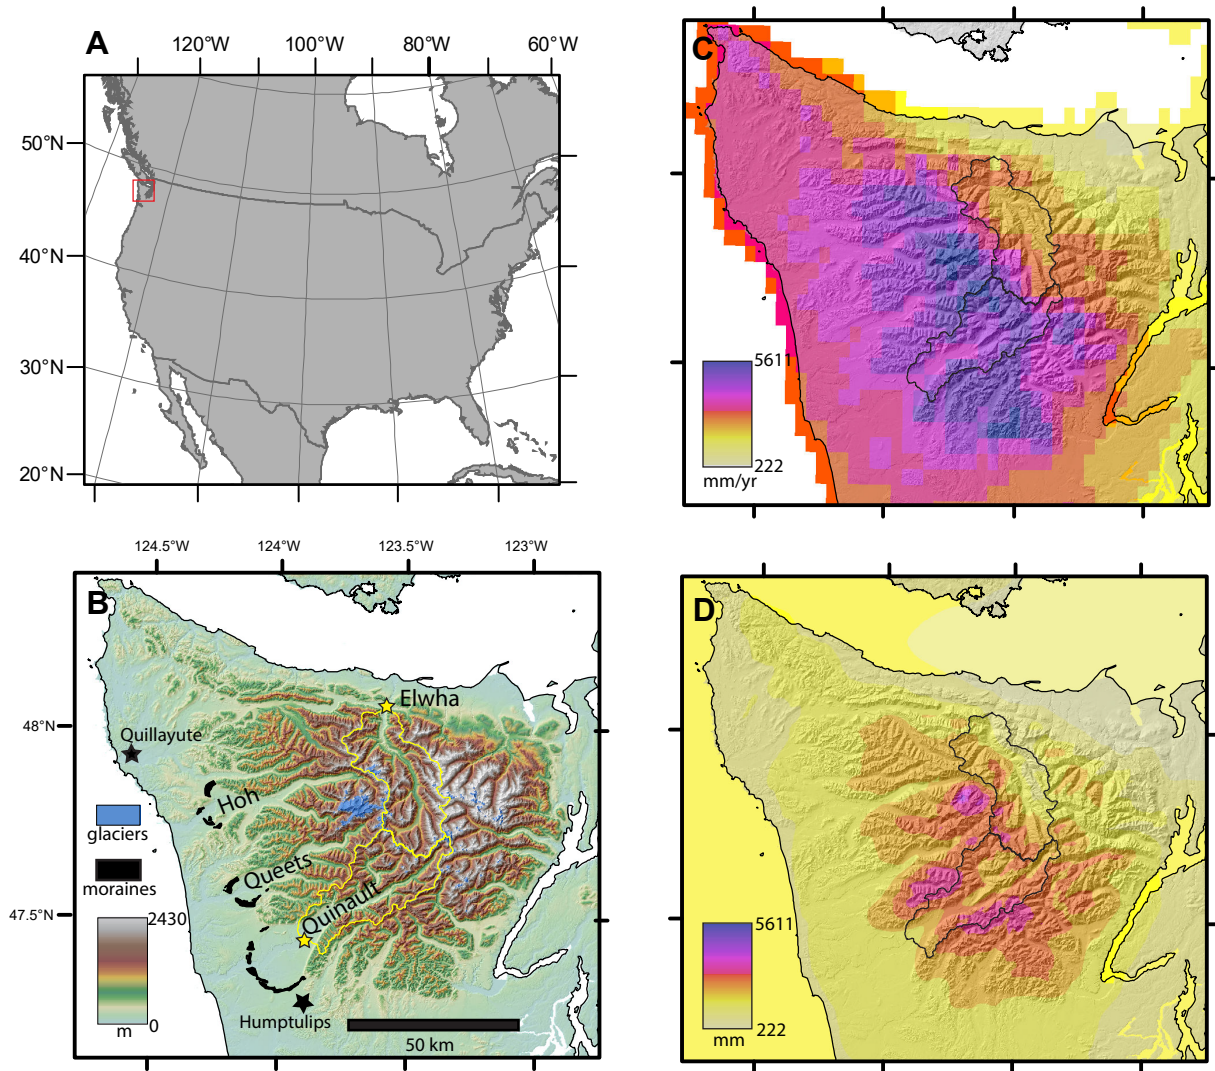 A
120°W 100°W 80°W 60°W
50°N
40°N
30°N
20°N
C
5611
222
mm/yr
124.5°W 124°W 123.5°W 123°W
B
48°N
47.5°N
Elwha
Quillayute
Hoh
glaciers
Queets
moraines
Quinault
2430
0
m
Humptulips
50 km
D
5611
222
mm